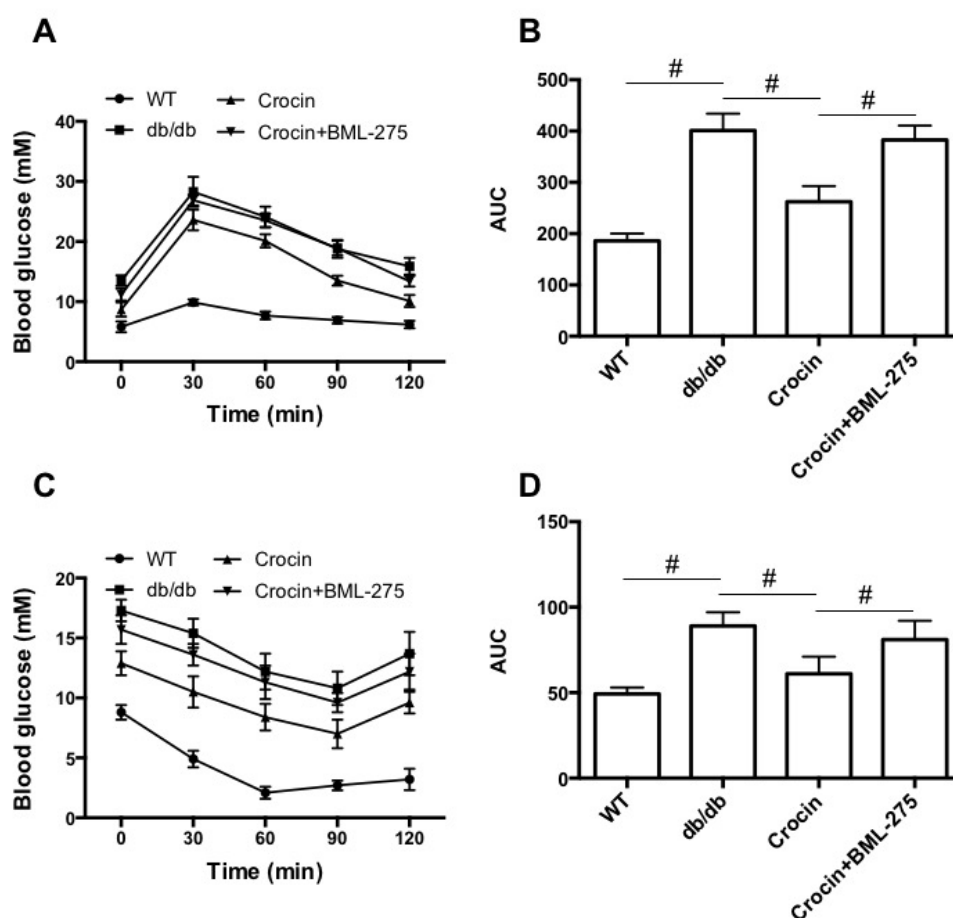 A
WT
db/db
Crocin
Crocin+BML-275
Blood glucose (mM)
40
30
20
10
0
0 30 60 90 120
Time (min)
B
AUC
500
400
300
200
100
0
# # #
WT db/db Crocin Crocin+BML-275
C
WT
db/db
Crocin
Crocin+BML-275
Blood glucose (mM)
20
15
10
5
0
0 30 60 90 120
Time (min)
D
AUC
150
100
50
0
# # #
WT db/db Crocin Crocin+BML-275